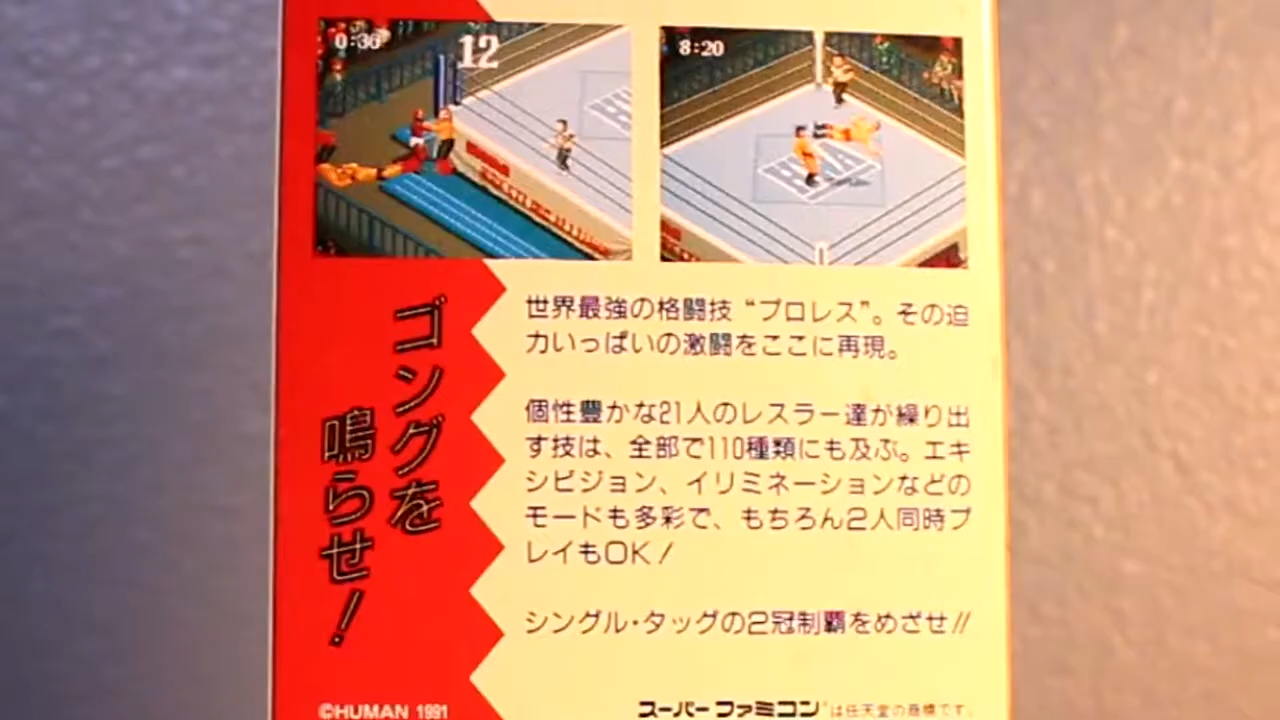 0:36
12
8:20
ゴングを
鳴らせ！
世界最強の格闘技“プロレス”。その迫
力いっぱいの激闘をここに再現。
個性豊かな21人のレスラー達が繰り出
す技は、全部で110種類にも及ぶ。エキ
シビジョン、イリミネーションなどの
モードも多彩で、もちろん2人同時プ
レイもOK！
シングル・タッグの2冠制覇をめざせ!!
©HUMAN 1991
スーパーファミコン®は任天堂の商標です。